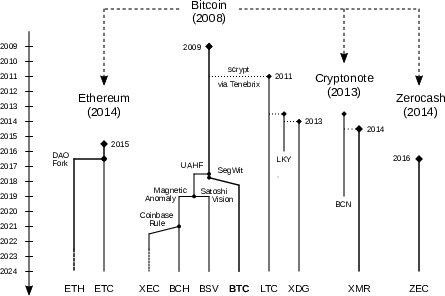 Bitcoin
(2008)
2009
2010
2011
2012
2013
2014
2015
2016
2017
2018
2019
2020
2021
2022
2023
2024
2009
scrypt
via Tenebrix
2011
Cryptonote
(2013)
Ethereum
(2014)
Zerocash
(2014)
2013
2014
2015
DAO
Fork
LKY
2016
UAHF
SegWit
Magnetic
Anomaly
Satoshi
Vision
BCN
Coinbase
Rule
ETH
ETC
XEC
BCH
BSV
BTC
LTC
XDG
XMR
ZEC